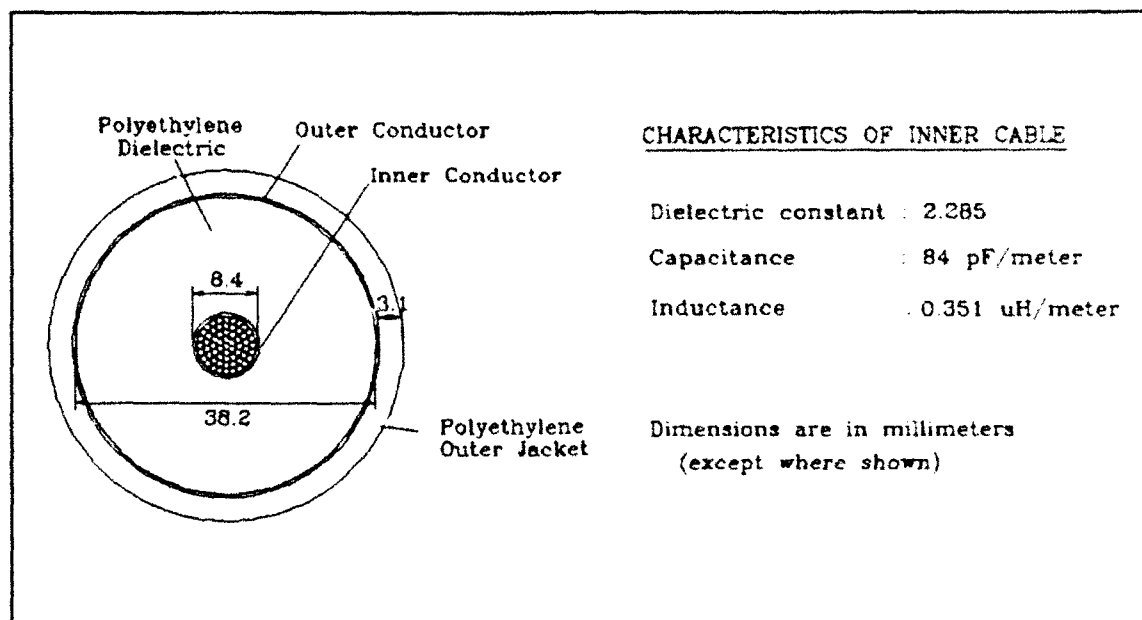 Polyethylene
Dielectric
Outer Conductor
Inner Conductor
8.4
3.1
38.2
Polyethylene
Outer Jacket
CHARACTERISTICS OF INNER CABLE
Dielectric constant : 2.285
Capacitance : 84 pF/meter
Inductance : 0.351 uH/meter
Dimensions are in millimeters
(except where shown)